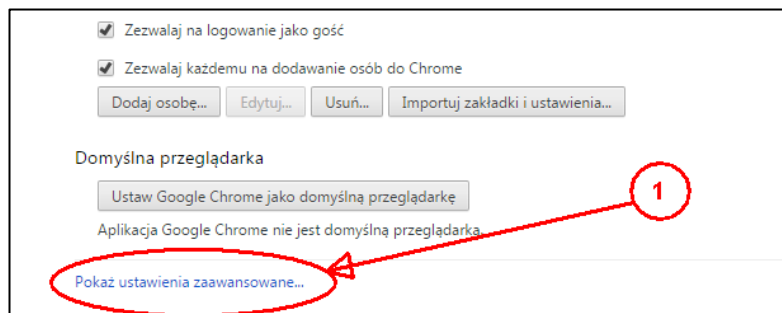 Zezwalaj na logowanie jako gość
Zezwalaj każdemu na dodawanie osób do Chrome
Dodaj osobę... Edytuj... Usuń... Importuj zakładki i ustawienia...
Domyślna przeglądarka
Ustaw Google Chrome jako domyślną przeglądarkę
1
Aplikacja Google Chrome nie jest domyślną przeglądarką.
Pokaż ustawienia zaawansowane...